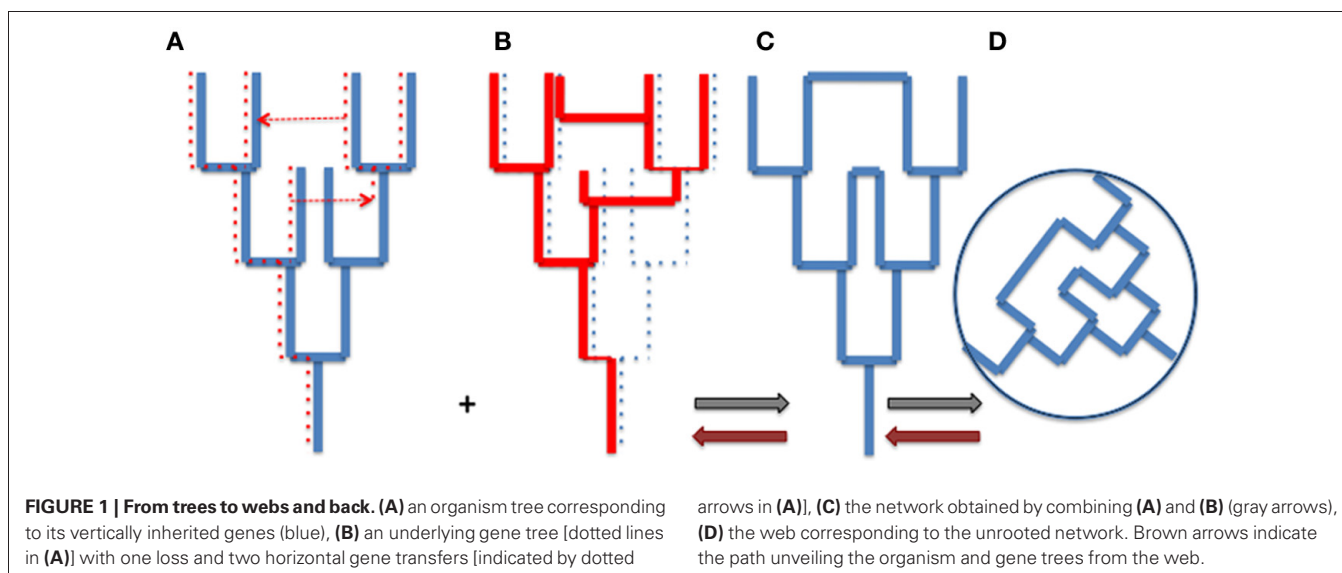 A B C D
+
FIGURE 1 | From trees to webs and back. (A) an organism tree corresponding
to its vertically inherited genes (blue), (B) an underlying gene tree [dotted lines
in (A)] with one loss and two horizontal gene transfers [indicated by dotted
arrows in (A)], (C) the network obtained by combining (A) and (B) (gray arrows),
(D) the web corresponding to the unrooted network. Brown arrows indicate
the path unveiling the organism and gene trees from the web.